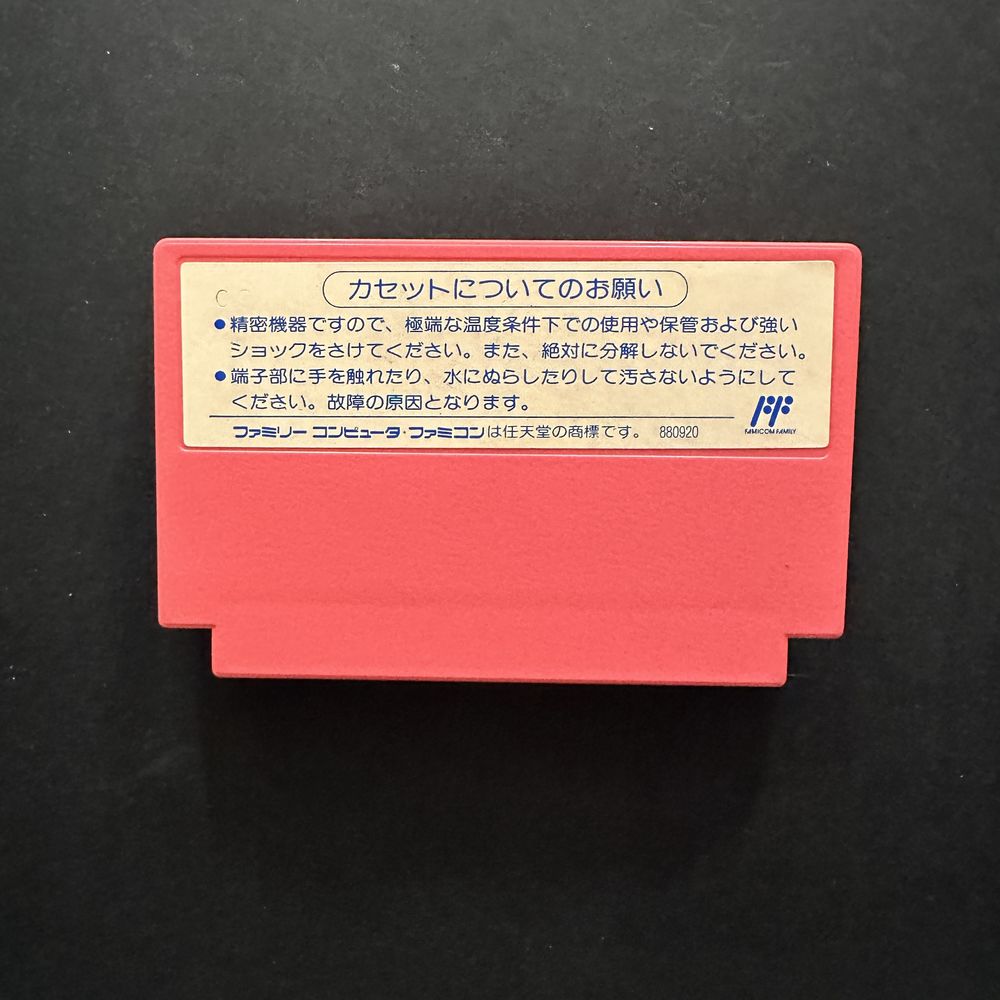 カセットについてのお願い
●精密機器ですので、極端な温度条件下での使用や保管および強い
ショックをさけてください。また、絶対に分解しないでください。
●端子部に手を触れたり、水にぬらしたりして汚さないようにして
ください。故障の原因となります。
ファミリー コンピュータ・ファミコンは任天堂の商標です。 880920
FAMICOM FAMILY